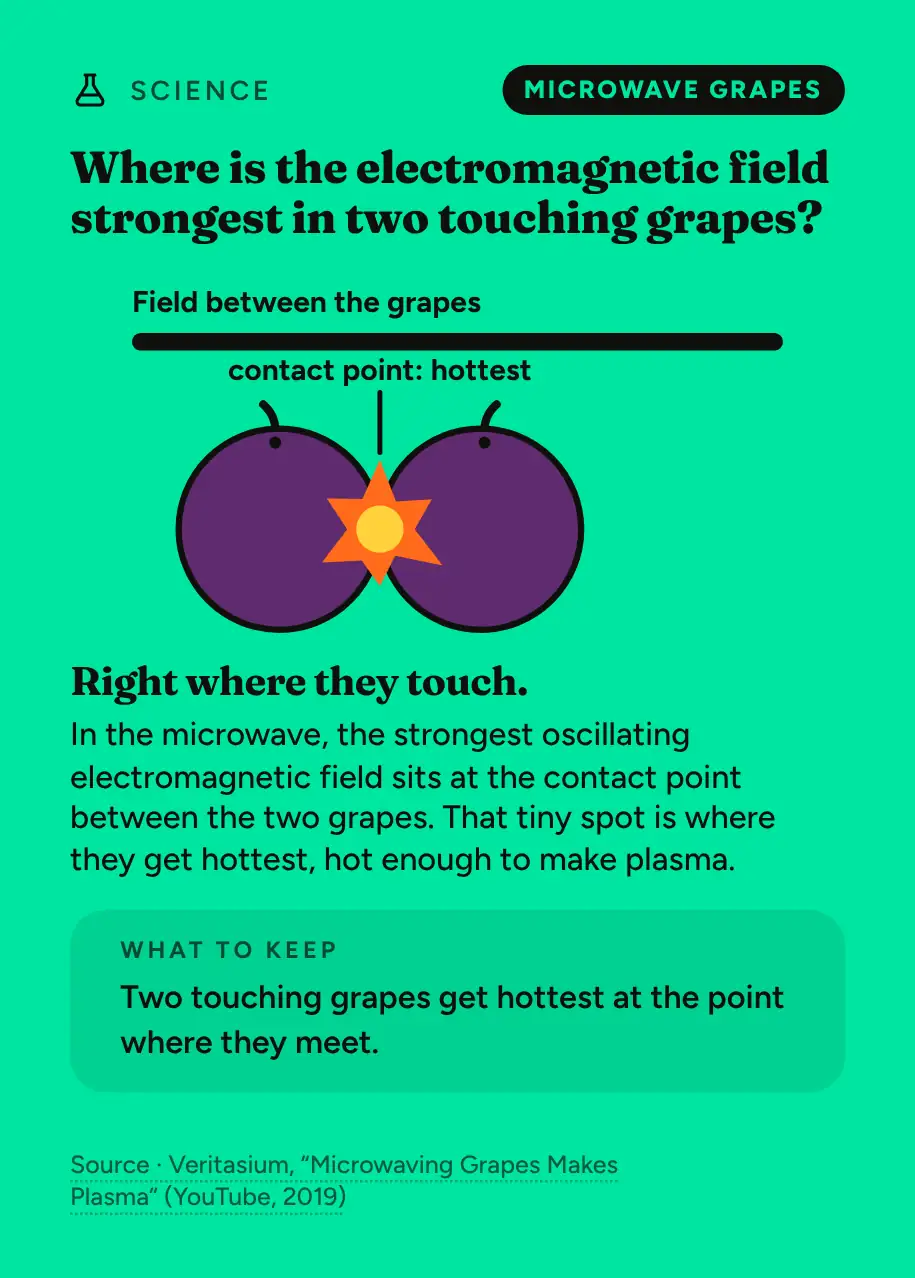 SCIENCE
MICROWAVE GRAPES
Where is the electromagnetic field
strongest in two touching grapes?
Field between the grapes
contact point: hottest
Right where they touch.
In the microwave, the strongest oscillating
electromagnetic field sits at the contact point
between the two grapes. That tiny spot is where
they get hottest, hot enough to make plasma.
WHAT TO KEEP
Two touching grapes get hottest at the point
where they meet.
Source · Veritasium, “Microwaving Grapes Makes
Plasma” (YouTube, 2019)